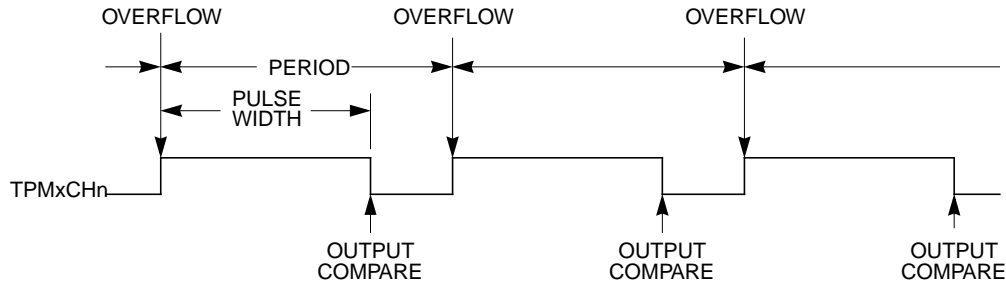 OVERFLOW OVERFLOW OVERFLOW
PERIOD
PULSE
WIDTH
TPMxCHn
OUTPUT
COMPARE
OUTPUT
COMPARE
OUTPUT
COMPARE